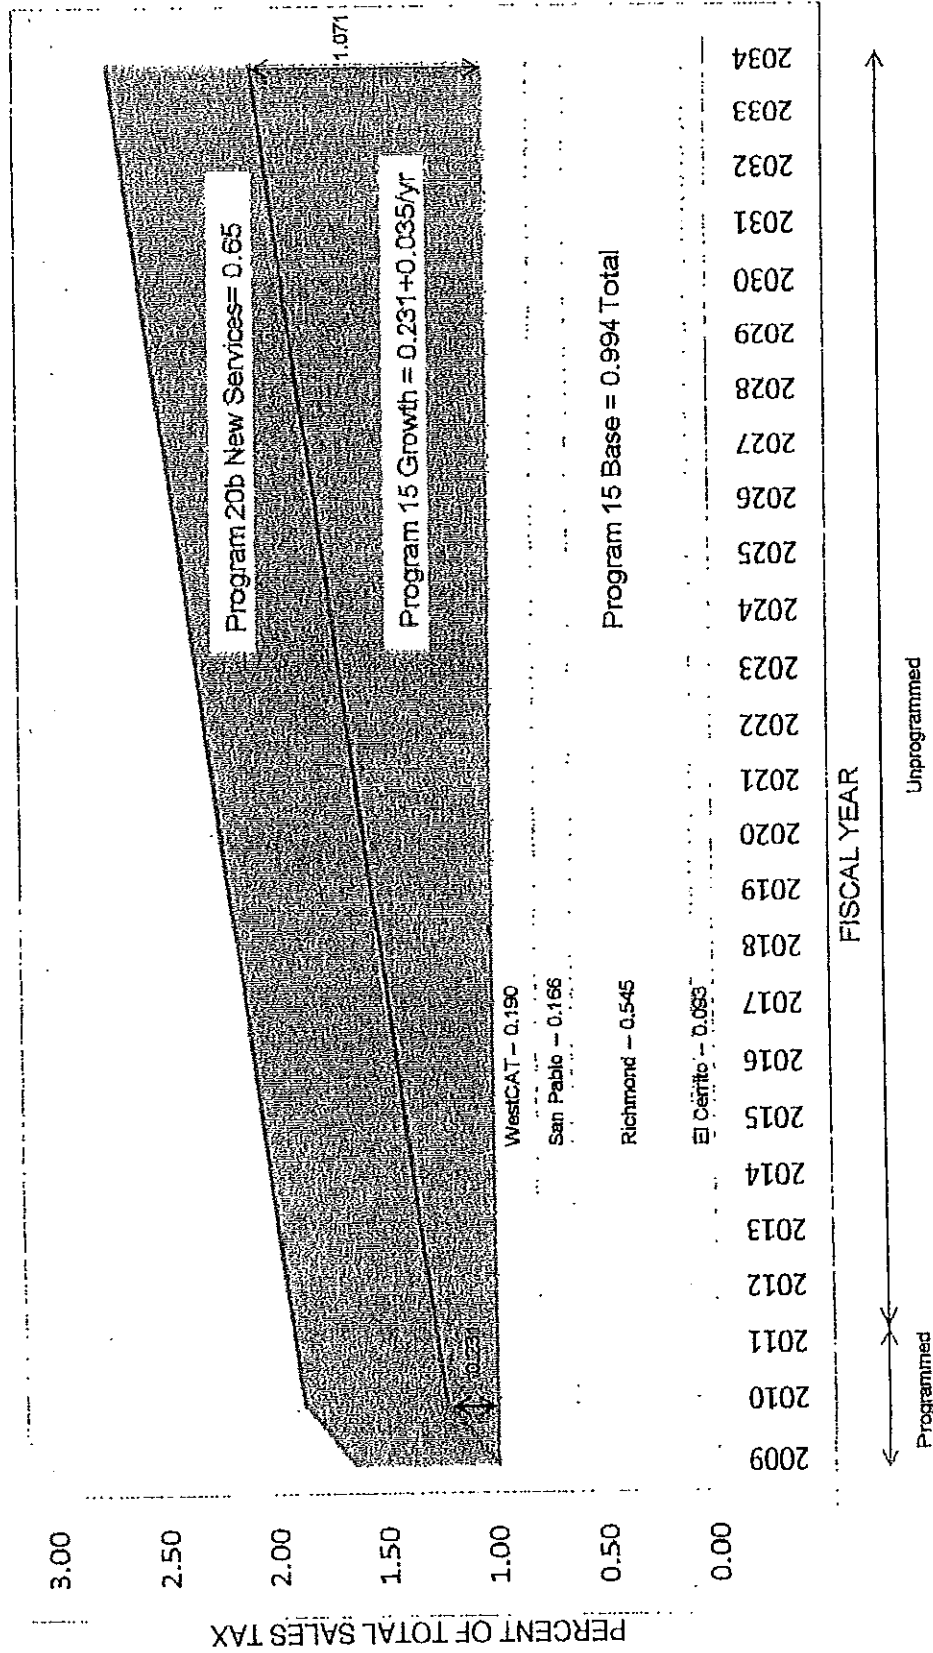 PERCENT OF TOTAL SALES TAX
3.00
2.50
2.00
1.50
1.00
0.50
0.00
Program 20b New Services= 0.65
Program 15 Growth = 0.231+0.035/yr
1.071
0.231
WestCAT – 0.190
San Pablo – 0.166
Richmond – 0.545
El Cerrito – 0.093
Program 15 Base = 0.994 Total
2009 2010 2011 2012 2013 2014 2015 2016 2017 2018 2019 2020 2021 2022 2023 2024 2025 2026 2027 2028 2029 2030 2031 2032 2033 2034
FISCAL YEAR
Programmed
Unprogrammed